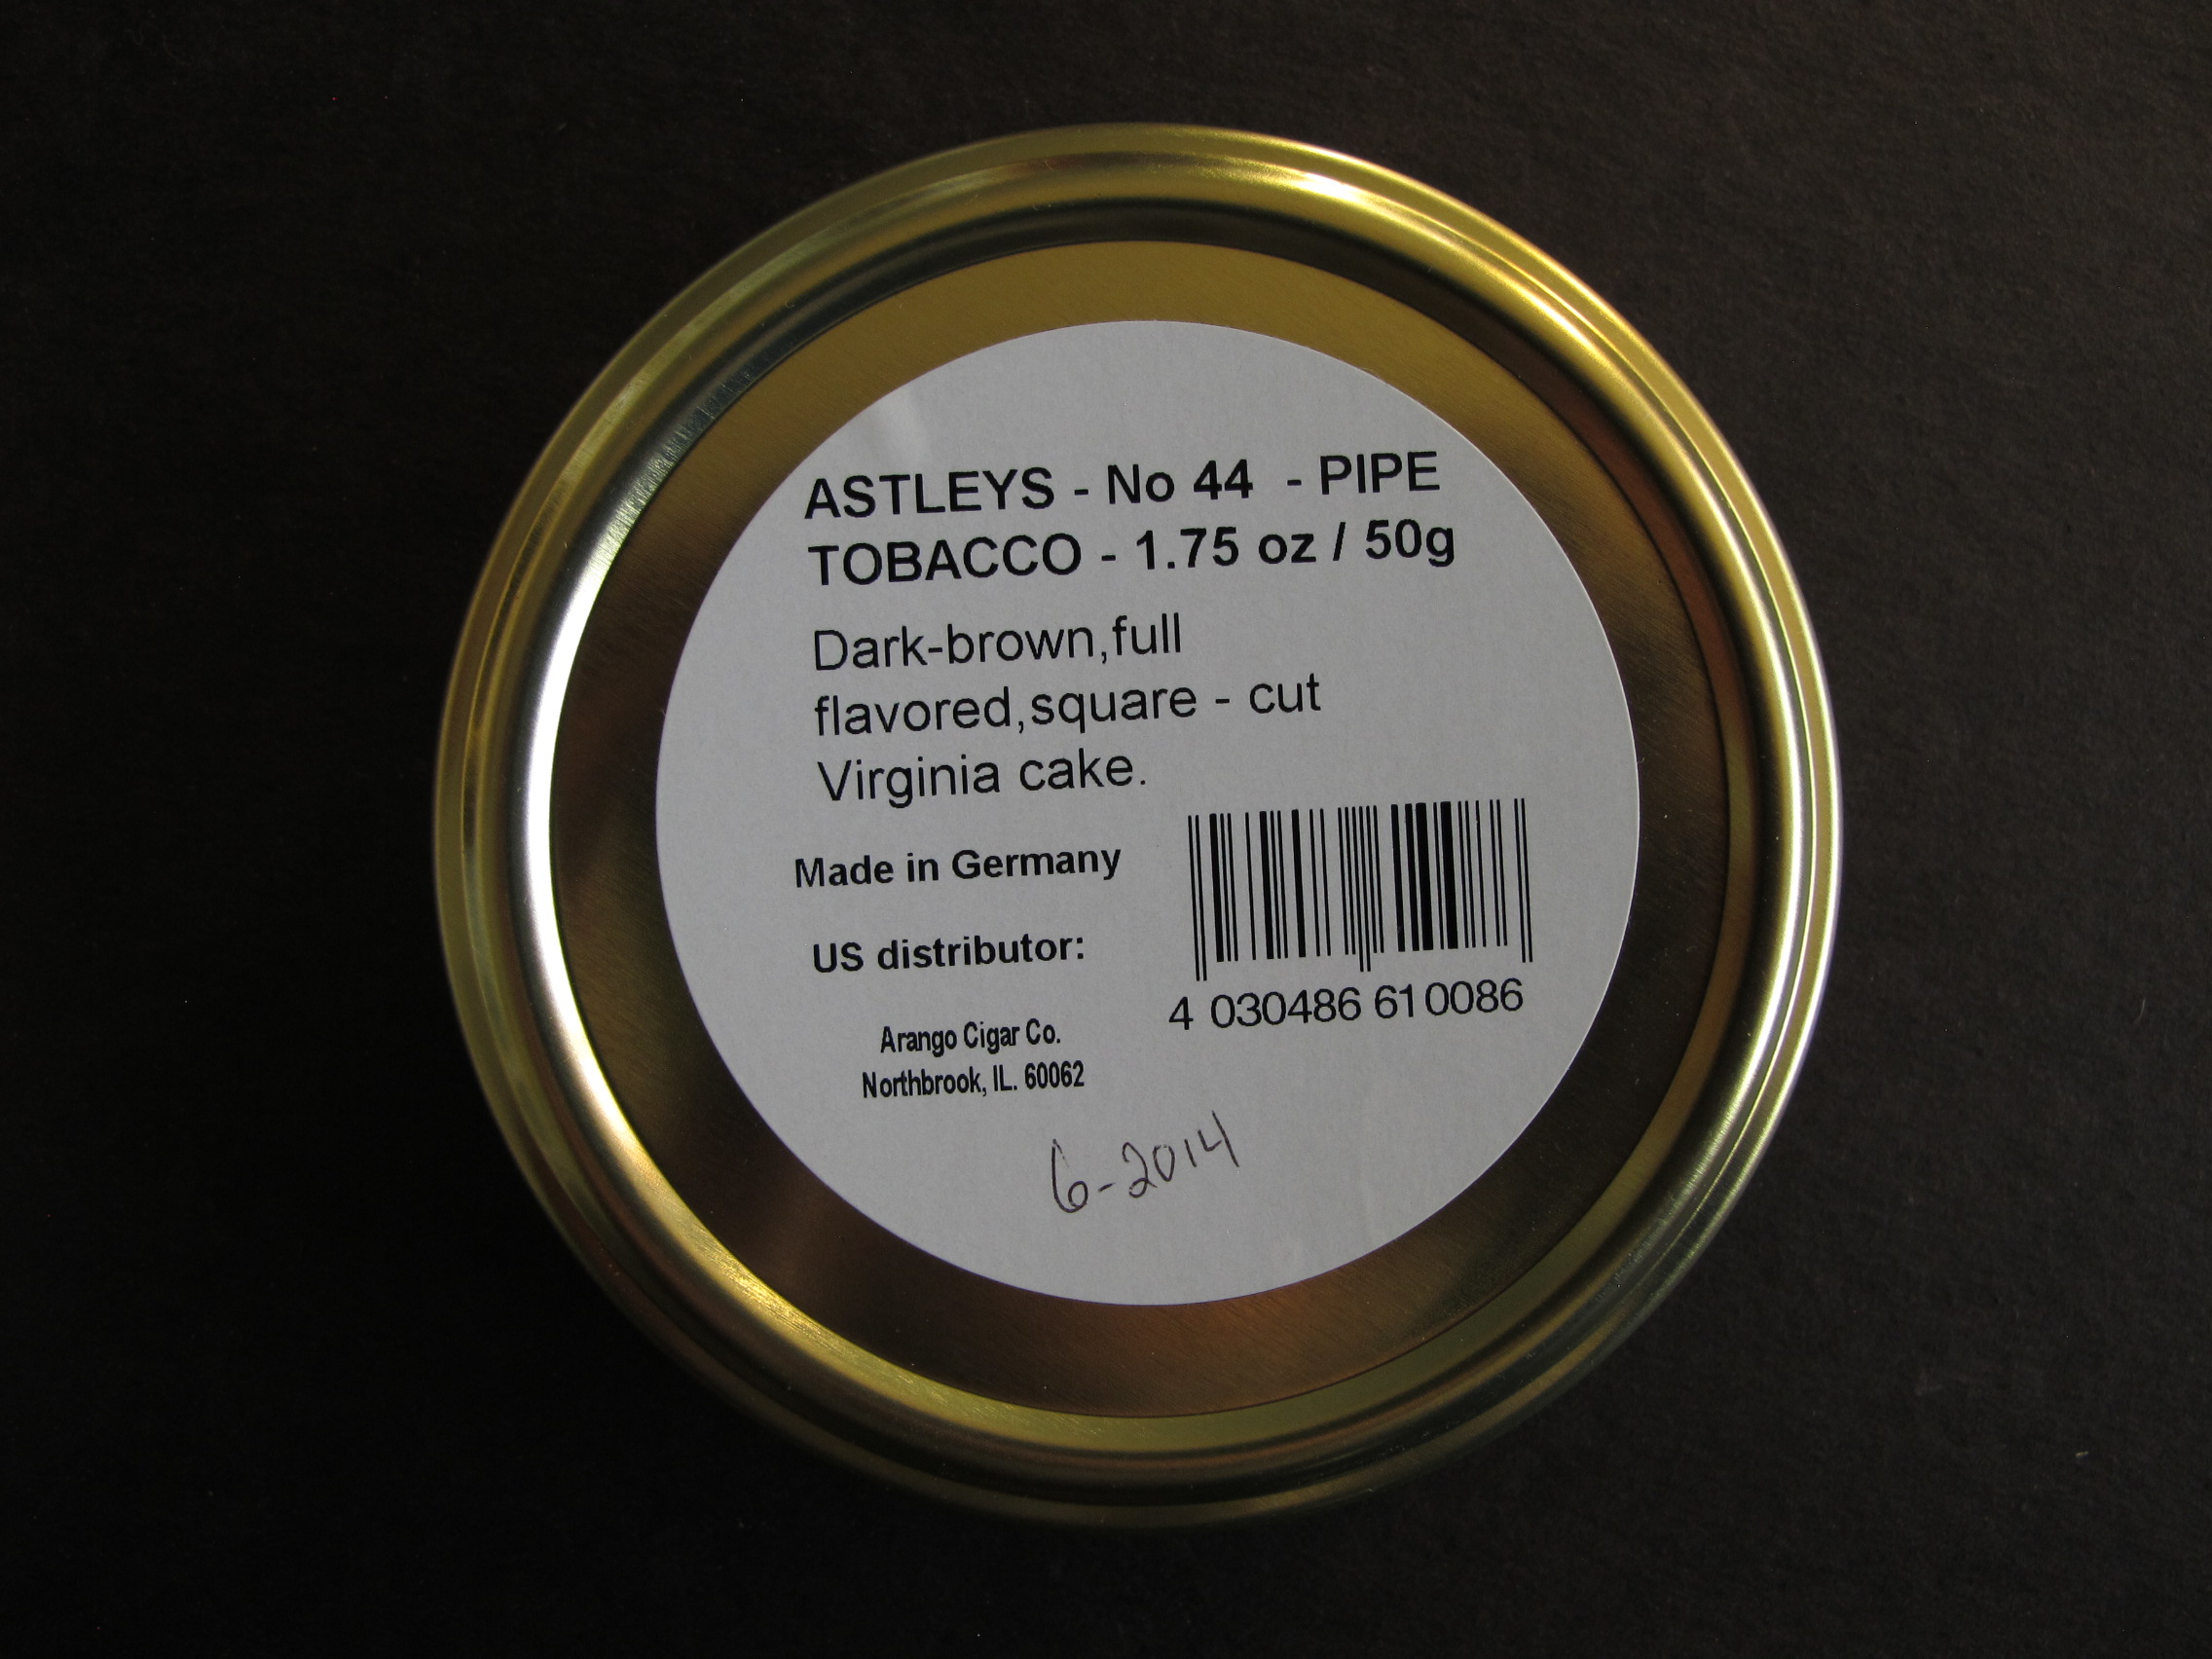 ASTLEYS - No 44 - PIPE
TOBACCO - 1.75 oz / 50g
Dark-brown,full
flavored,square - cut
Virginia cake.
Made in Germany
US distributor:
Arango Cigar Co.
Northbrook, IL. 60062
4 030486 610086
6-2014